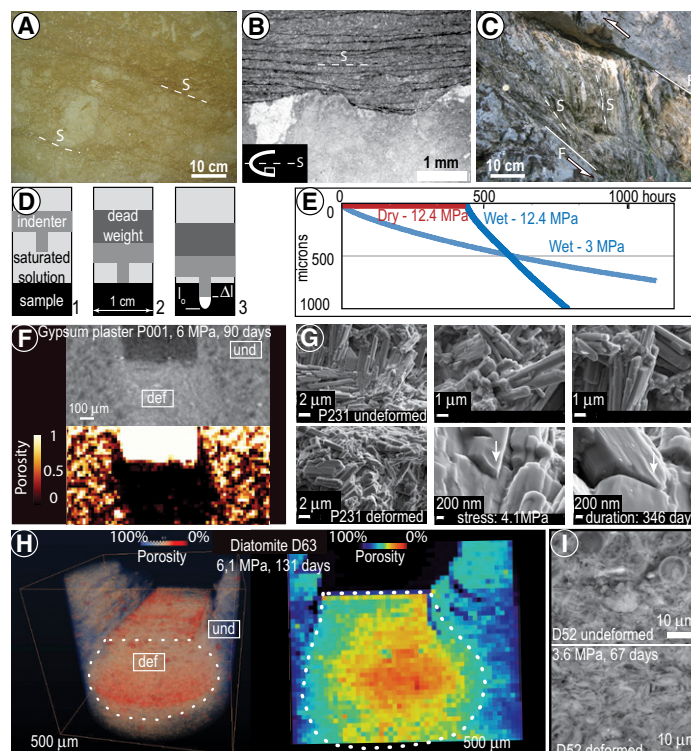 A
S
S
10 cm
B
S
S
1 mm
C
S
S
F
F
10 cm
D
indenter
saturated
solution
sample
1
dead
weight
1 cm
2
lo
Δl
3
E
0
500
1000 hours
0
microns
500
1000
Dry - 12.4 MPa
Wet - 12.4 MPa
Wet - 3 MPa
F
Gypsum plaster P001, 6 MPa, 90 days
und
def
100 µm
Porosity
1
0.5
0
G
2 µm
P231 undeformed
1 µm
1 µm
2 µm
P231 deformed
200 nm
stress: 4.1MPa
200 nm
duration: 346 day
H
100%
0%
Porosity
Diatomite D63
6,1 MPa, 131 days
100%
0%
Porosity
und
def
500 µm
500 µm
I
10 µm
D52 undeformed
3.6 MPa, 67 days
10 µm
D52 deformed